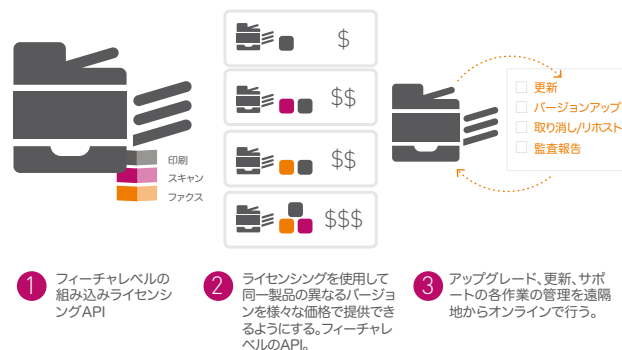 印刷
スキャン
ファクス
$
$$
$$
$$$
更新
バージョンアップ
取り消し/リホスト
監査報告
1
フィーチャレベルの
組み込みライセンシ
ングAPI
2
ライセンシングを使用して
同一製品の異なるバージョ
ンを様々な価格で提供でき
るようにする。フィーチャレ
ベルのAPI。
3
アップグレード、更新、サポ
ートの各作業の管理を遠隔
地からオンラインで行う。